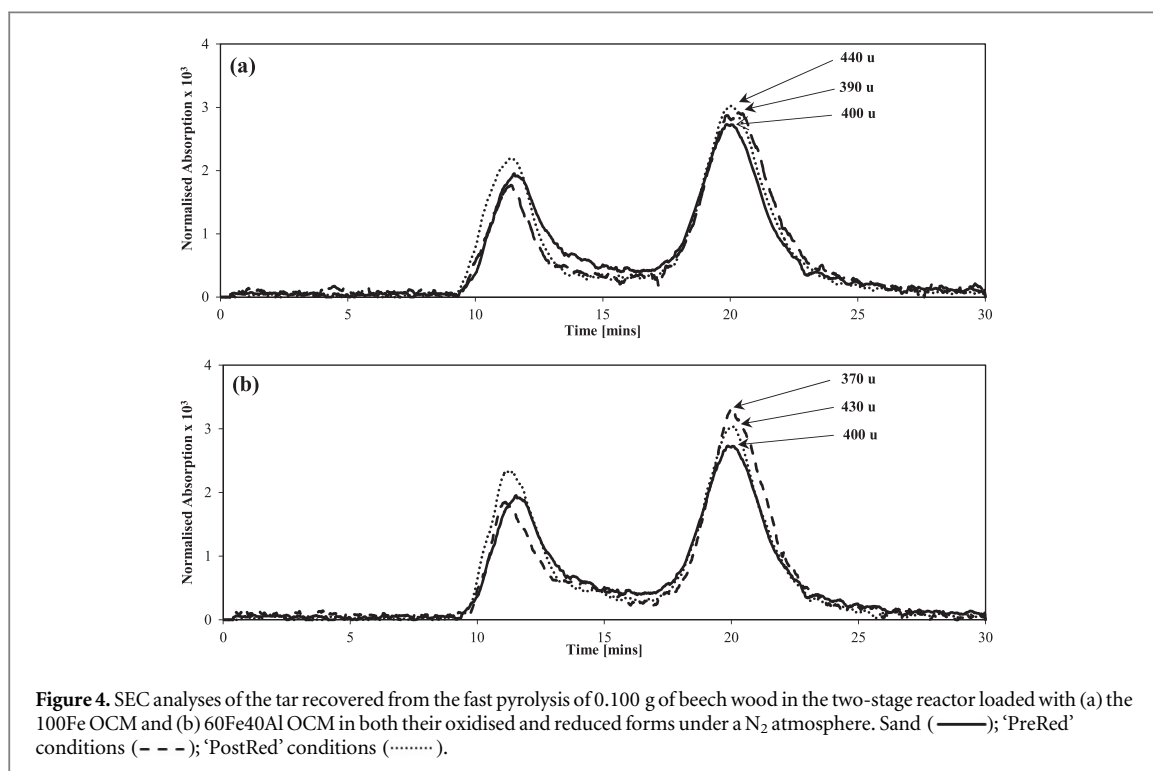 (a)
Normalised Absorption x 10³
4
3
2
1
0
440 u
390 u
400 u
0 5 10 15 20 25 30
Time [mins]
(b)
Normalised Absorption x 10³
4
3
2
1
0
370 u
430 u
400 u
0 5 10 15 20 25 30
Time [mins]
Figure 4. SEC analyses of the tar recovered from the fast pyrolysis of 0.100 g of beech wood in the two-stage reactor loaded with (a) the
100Fe OCM and (b) 60Fe40Al OCM in both their oxidised and reduced forms under a N₂ atmosphere. Sand (——); ‘PreRed’
conditions (– – –); ‘PostRed’ conditions (·········).